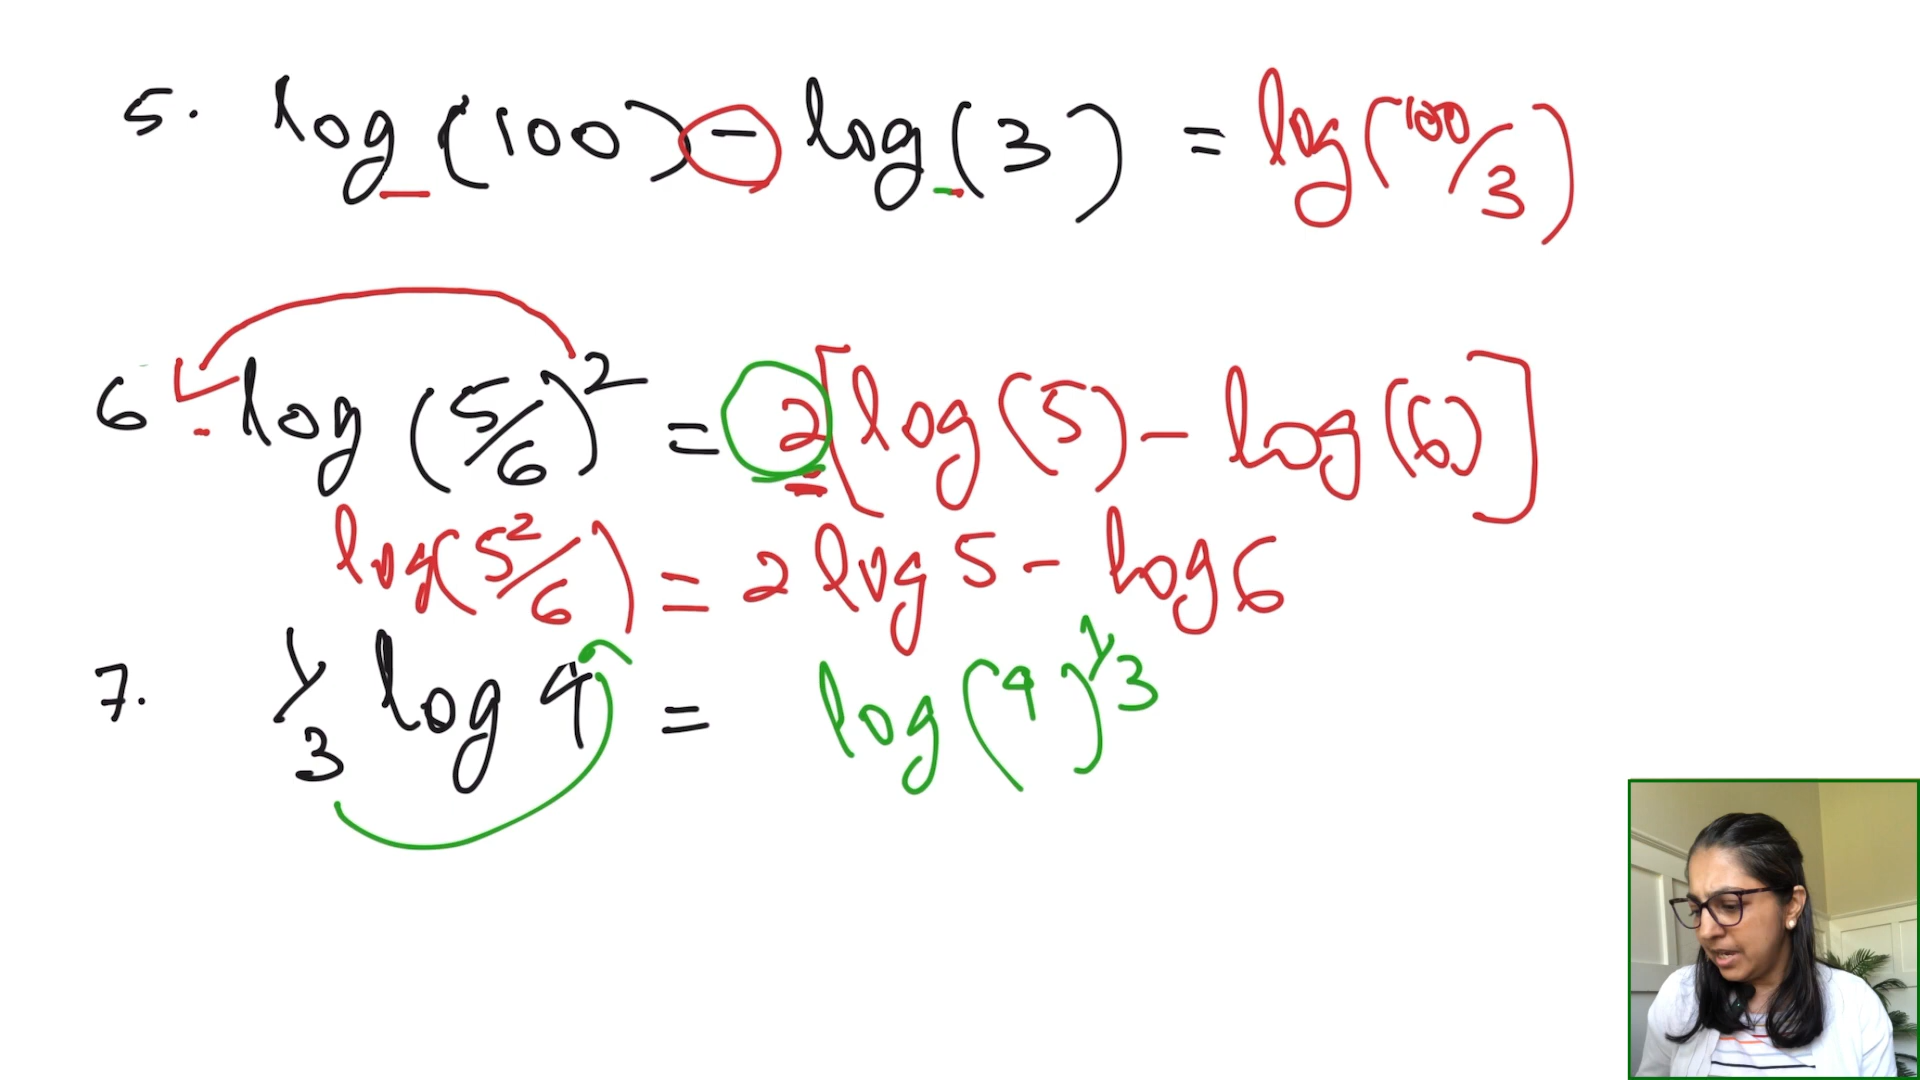 5. log (100) - log (3) = log (100/3)
6 log (5/6)² = 2 [log (5) - log (6)]
log (5²/6) = 2 log 5 - log 6
7. 1/3 log 4 = log (4)^1/3